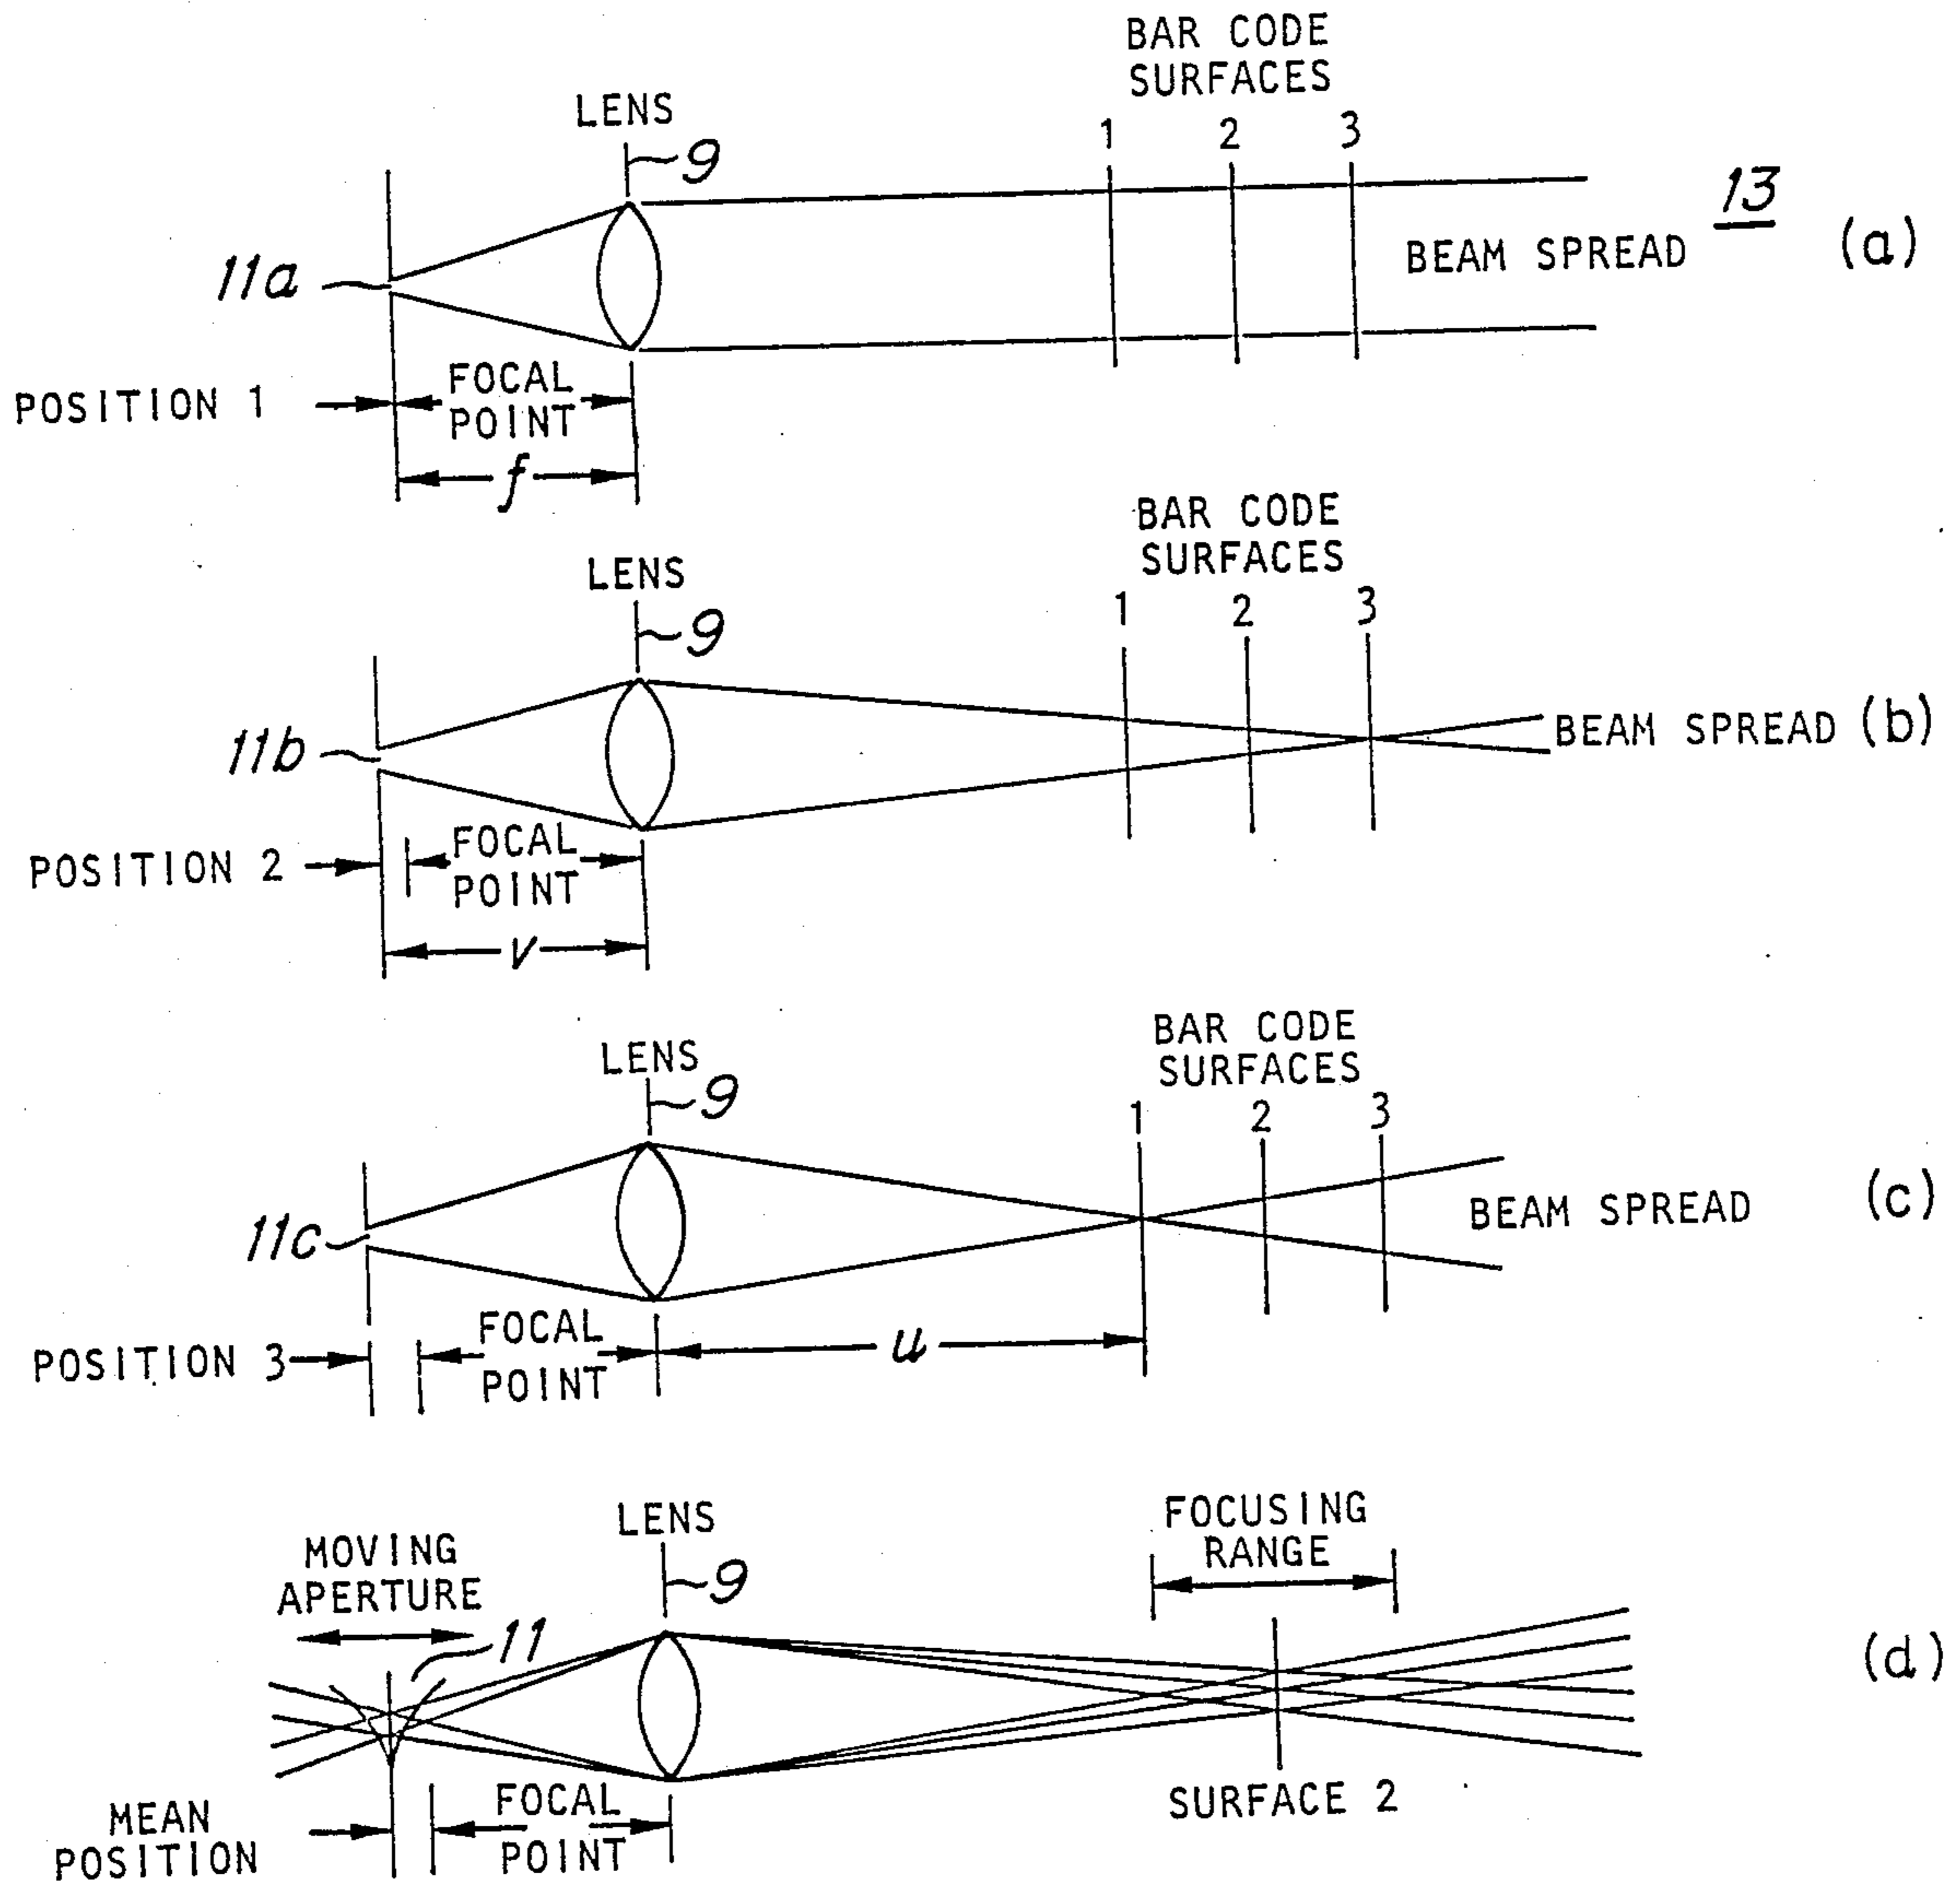 BAR CODE
SURFACES
LENS
1 2 3
9
13
(a)
11a
BEAM SPREAD
POSITION 1
FOCAL
POINT
f
BAR CODE
SURFACES
LENS
1 2 3
9
11b
BEAM SPREAD (b)
POSITION 2
FOCAL
POINT
v
BAR CODE
SURFACES
LENS
1 2 3
9
11c
BEAM SPREAD
(c)
POSITION 3
FOCAL
POINT
u
LENS
FOCUSING
RANGE
MOVING
APERTURE
9
11
(d)
MEAN
POSITION
FOCAL
POINT
SURFACE 2